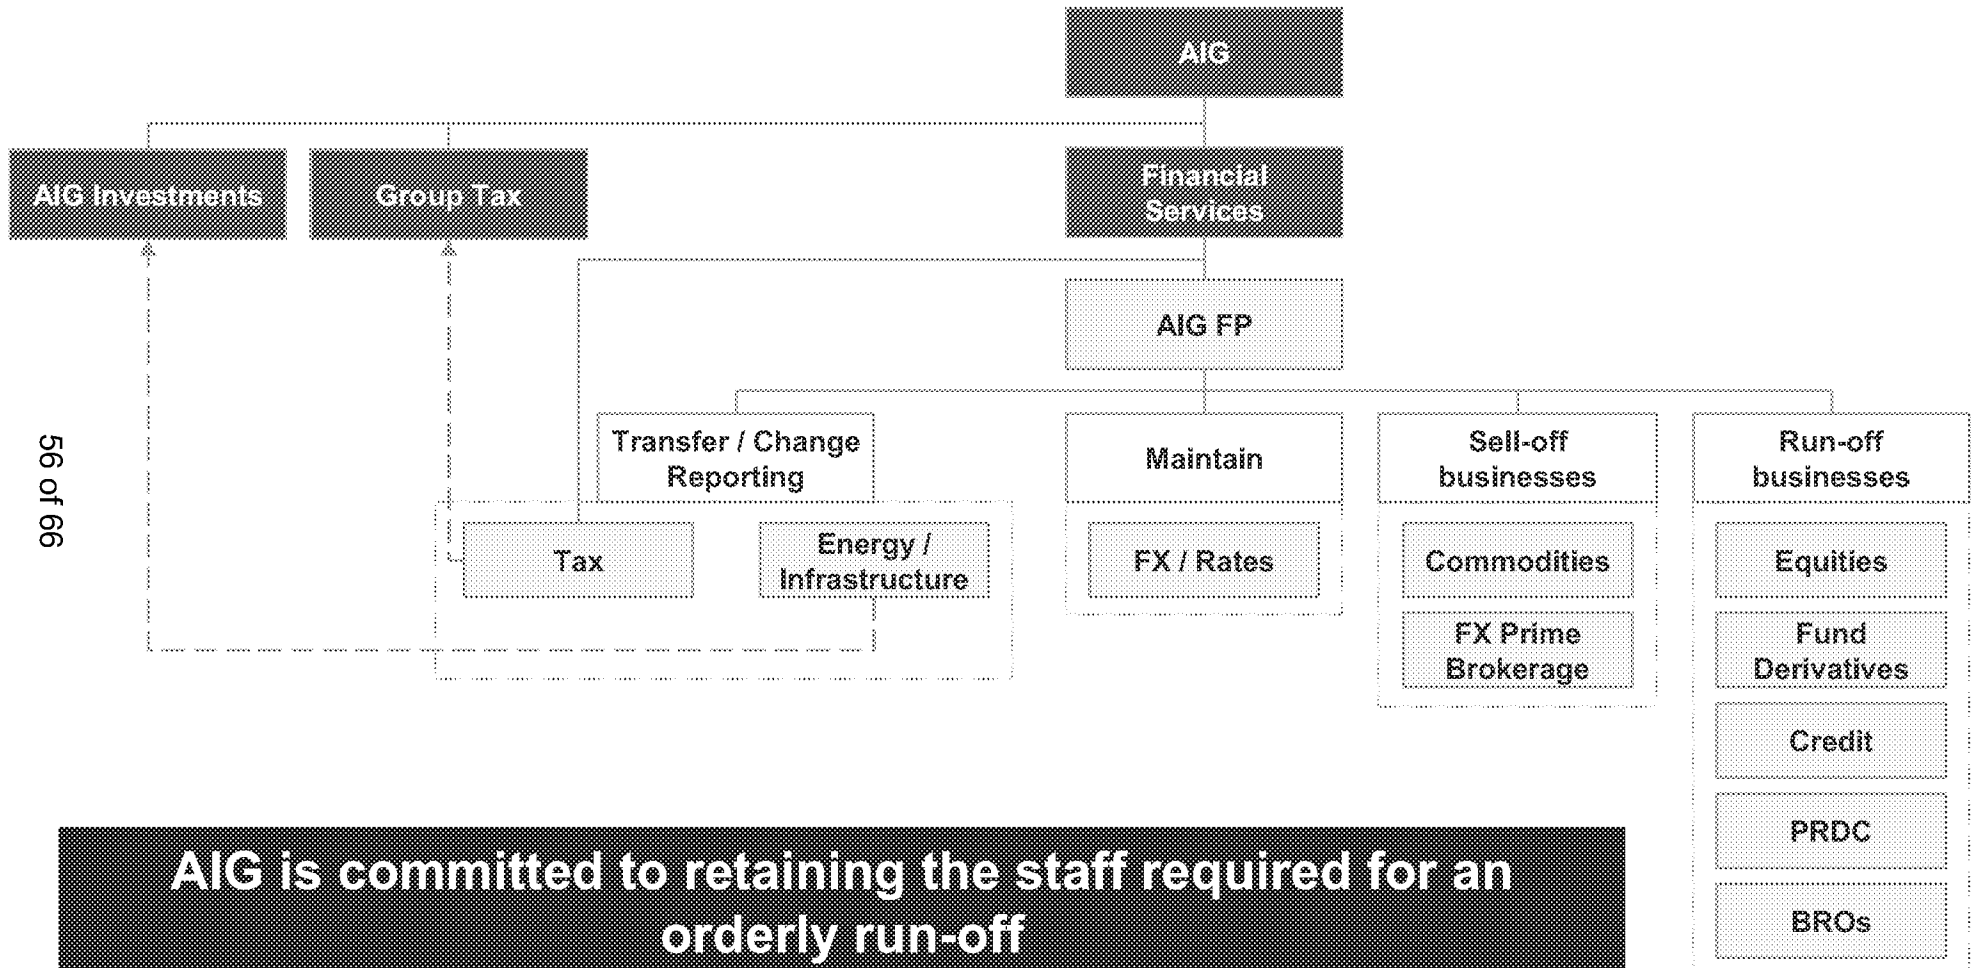 AIG
AIG Investments
Group Tax
Financial
Services
AIG FP
Transfer / Change
Reporting
Maintain
Sell-off
businesses
Run-off
businesses
Tax
Energy /
Infrastructure
FX / Rates
Commodities
FX Prime
Brokerage
Equities
Fund
Derivatives
Credit
PRDC
BROs
AIG is committed to retaining the staff required for an
orderly run-off
56 of 66